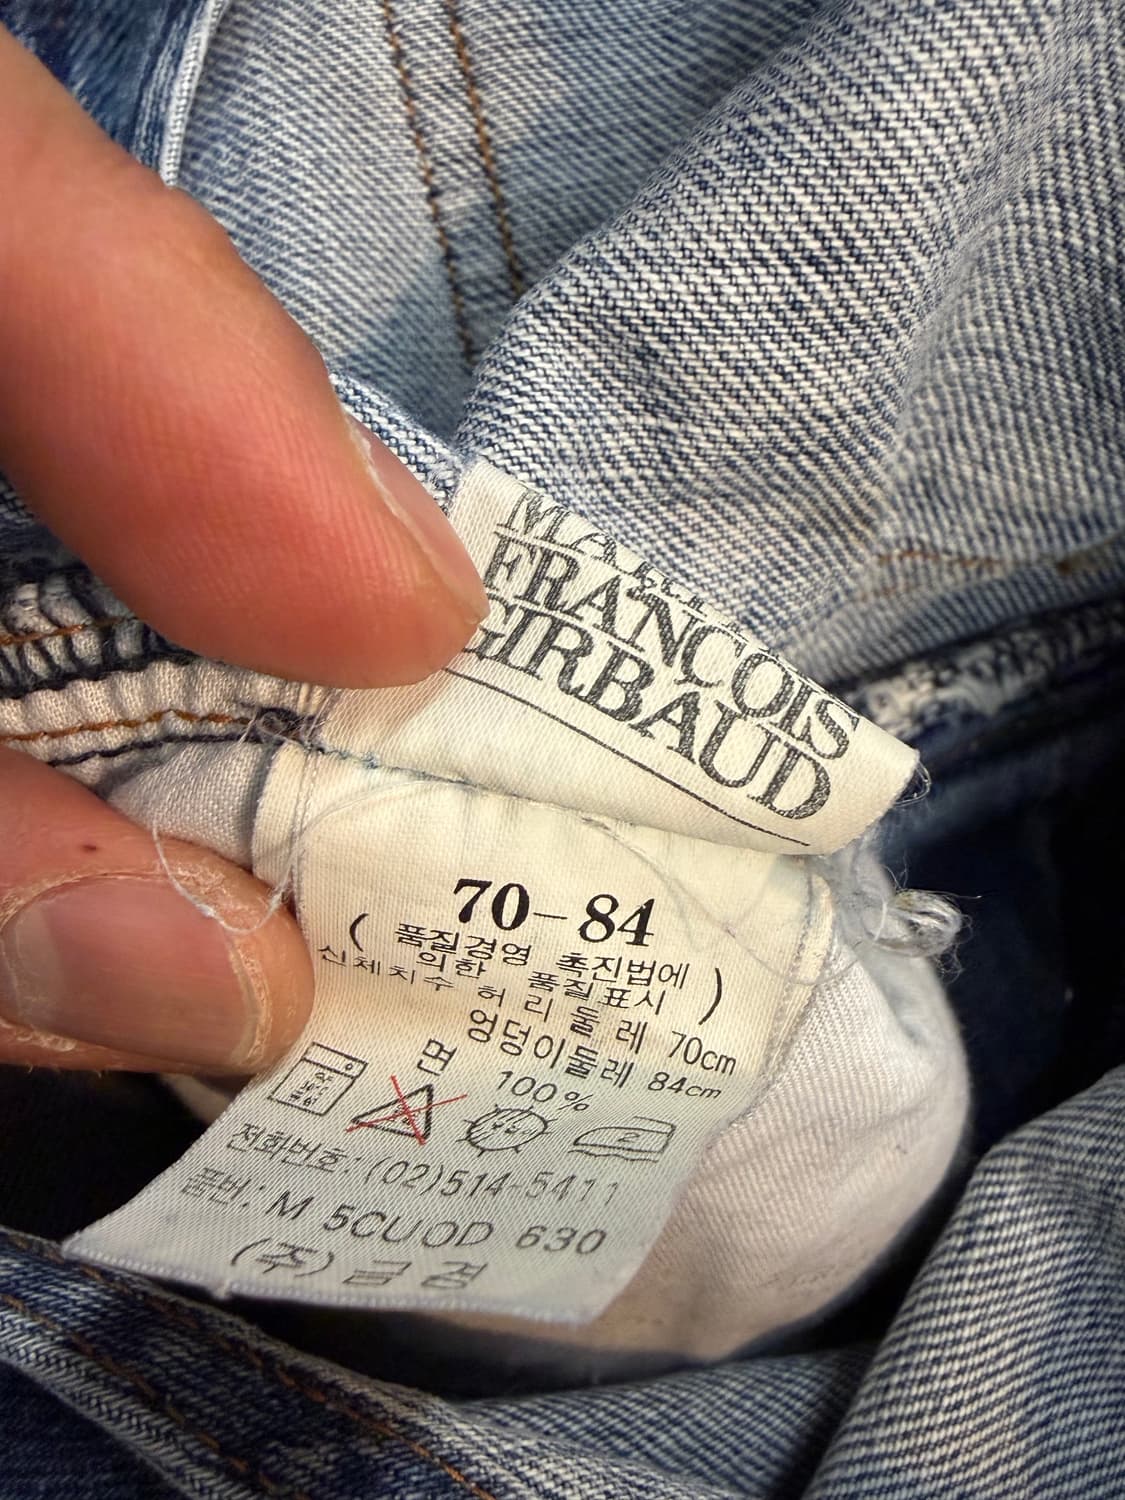 FRANÇOIS
GIRBAUD
70-84
( 품질경영 촉진법에
의한 품질표시 )
신체치수 허리둘레 70cm
엉덩이둘레 84cm
면 100%
전화번호: (02)514-5411
품번: M 5CUOD 630
(주) 금경